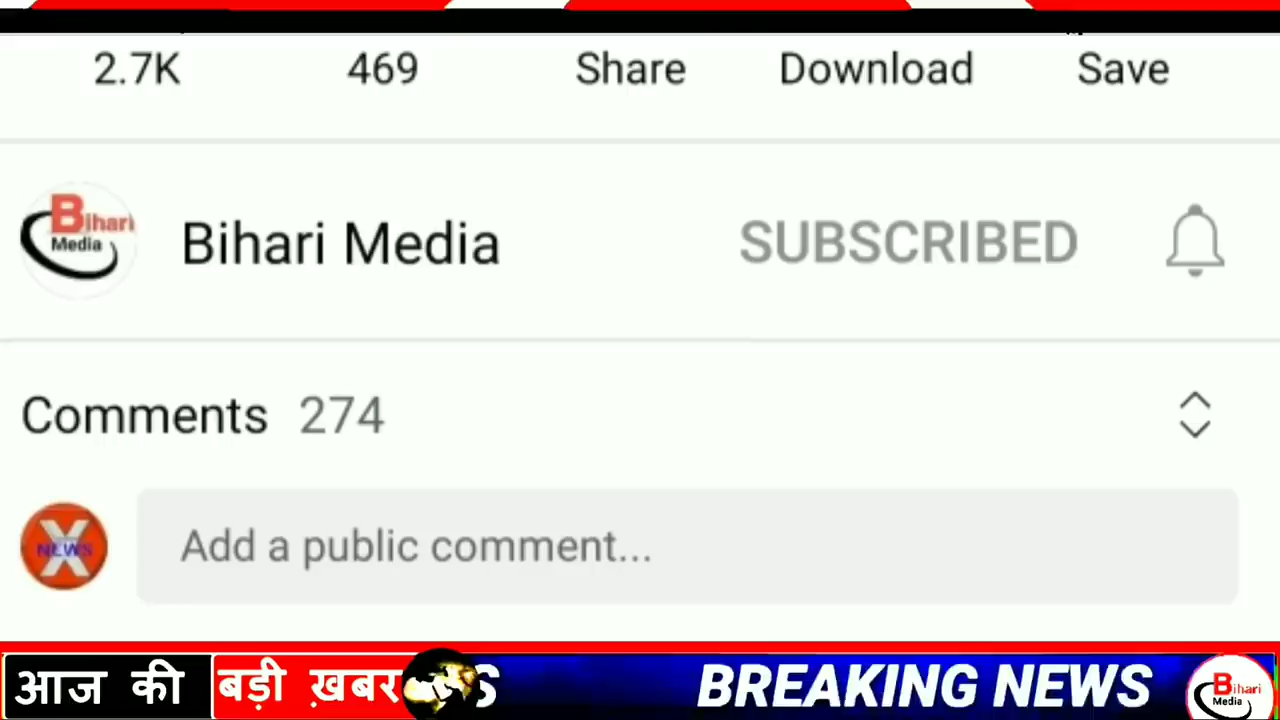 2.7K 469 Share Download Save
Bihari Media
Bihari Media SUBSCRIBED
Comments 274
X
NEWS
Add a public comment...
आज की बड़ी ख़बर S BREAKING NEWS
Bihari
Media